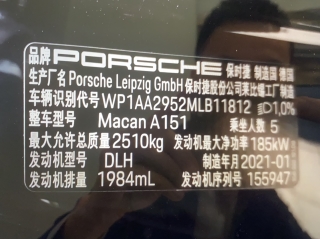 品牌 PORSCHE 保时捷 制造国 德国
生产厂名 Porsche Leipzig GmbH 保时捷股份公司莱比锡工厂制造
车辆识别代号 WP1AA2952MLB11812 D1,0%
整车型号 Macan A151 乘坐人数 5
最大允许总质量 2510kg 发动机最大净功率 185kW
发动机型号 DLH 制造年月 2021-01
发动机排量 1984mL 发动机序列号 155947